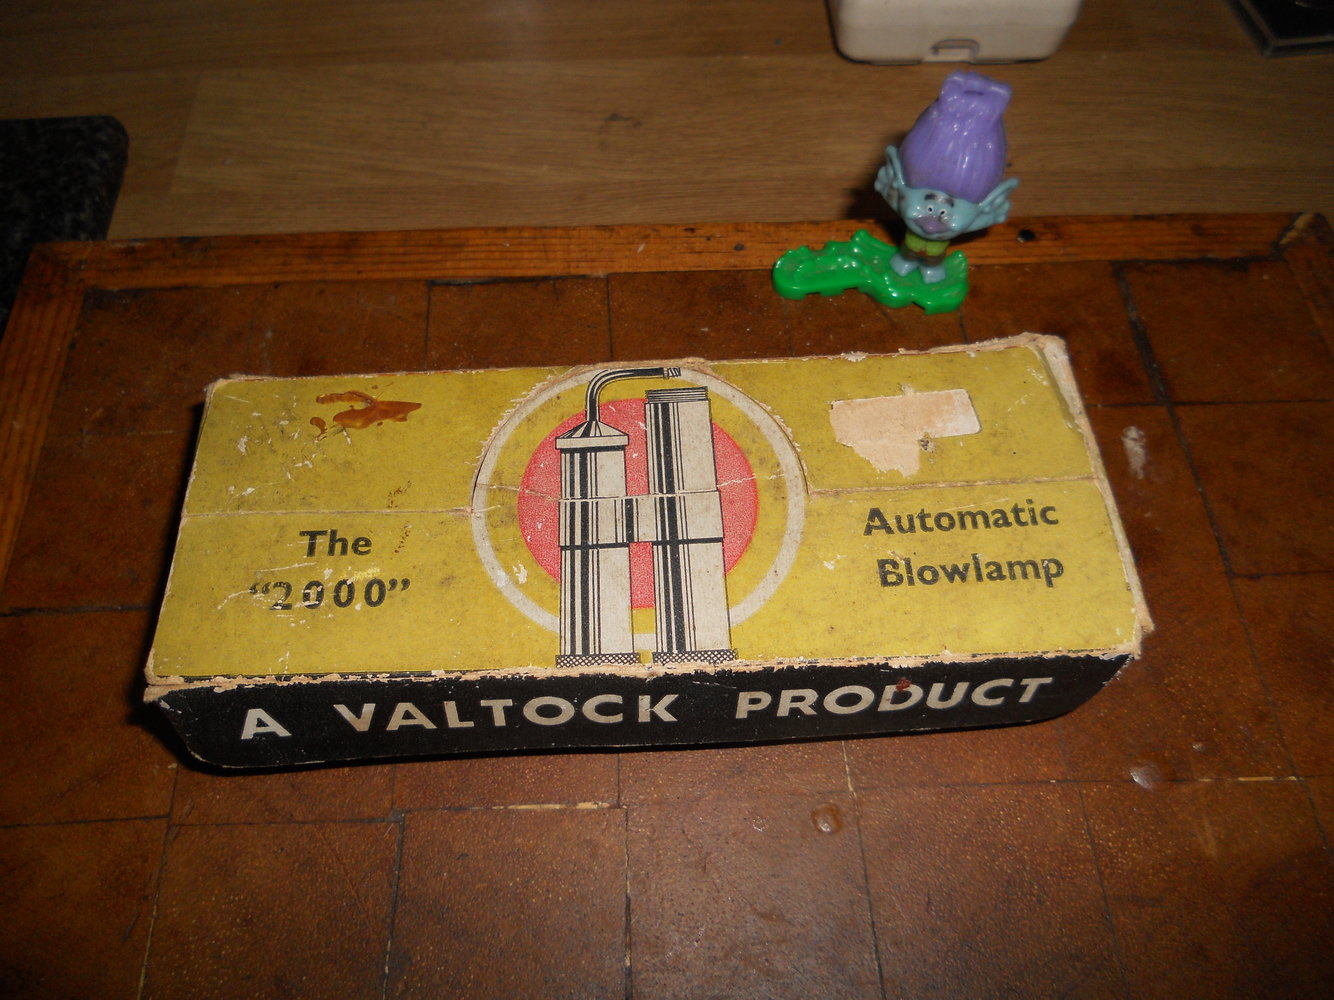 The
“2000”
Automatic
Blowlamp
A VALTOCK PRODUCT